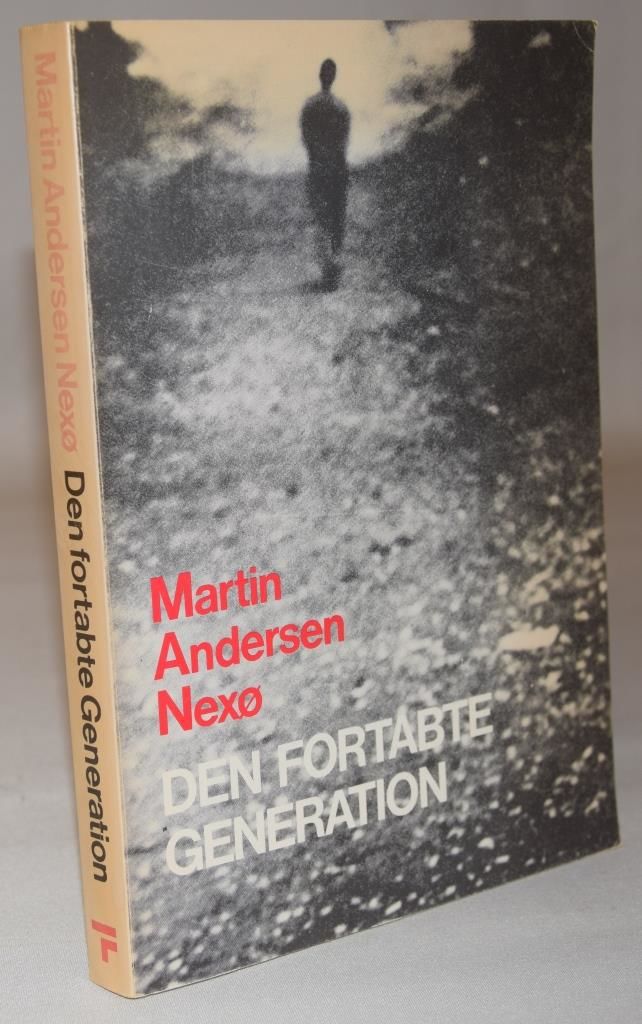 Martin Andersen Nexø Den fortabte Generation
Martin
Andersen
Nexø
DEN FORTABTE
GENERATION